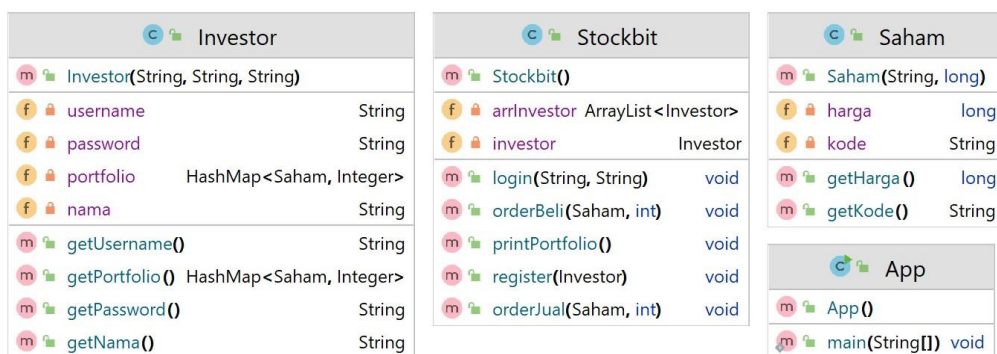 Investor
Investor(String, String, String)
username String
password String
portfolio HashMap<Saham, Integer>
nama String
getUsername() String
getPortfolio() HashMap<Saham, Integer>
getPassword() String
getNama() String
Stockbit
Stockbit()
arrInvestor ArrayList<Investor>
investor Investor
login(String, String) void
orderBeli(Saham, int) void
printPortfolio() void
register(Investor) void
orderJual(Saham, int) void
Saham
Saham(String, long)
harga long
kode String
getHarga() long
getKode() String
App
App()
main(String[]) void